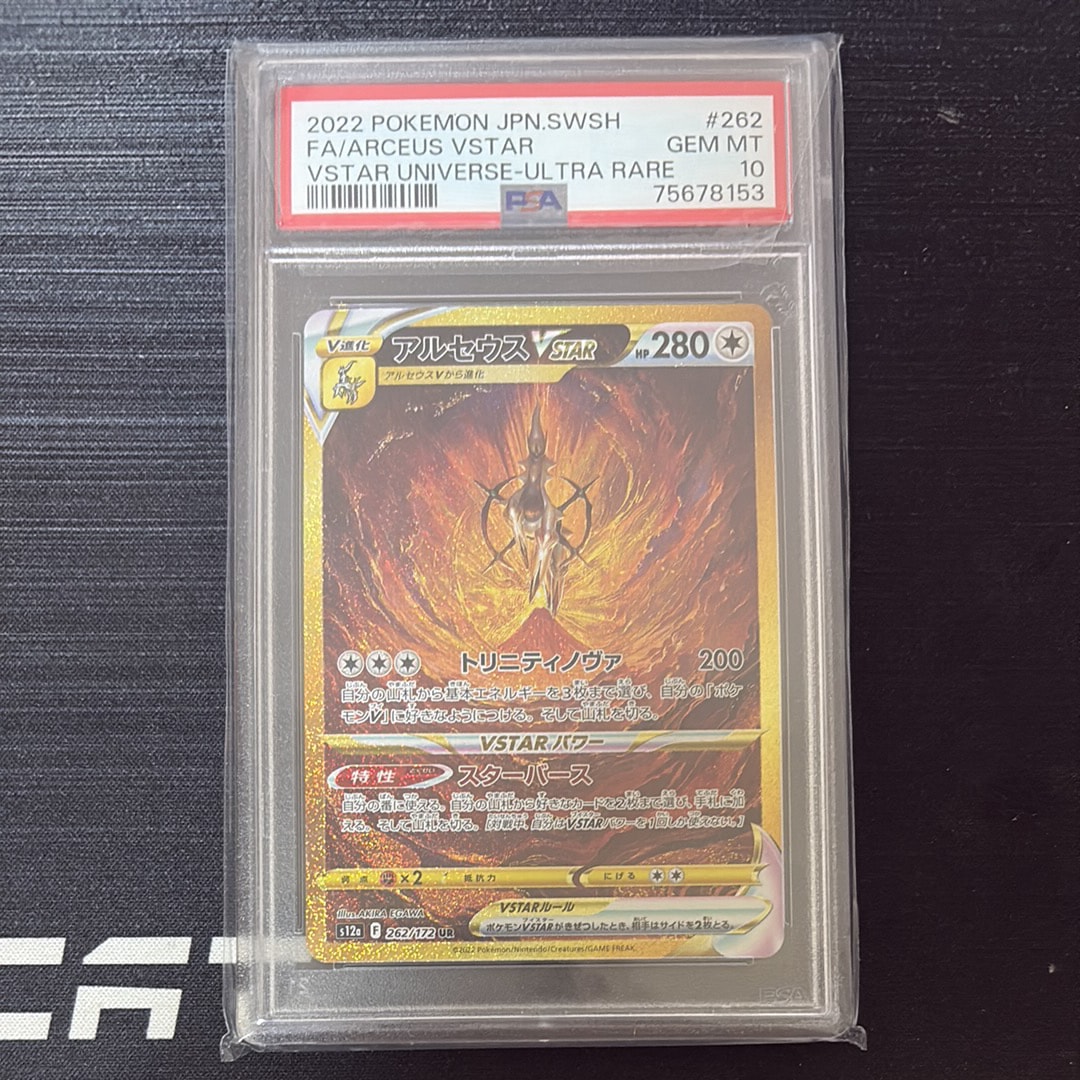 2022 POKEMON JPN.SWSH #262
FA/ARCEUS VSTAR GEM MT
VSTAR UNIVERSE-ULTRA RARE 10
PSA 75678153
V進化 アルセウス VSTAR HP 280
アルセウスVから進化
トリニティノヴァ 200
自分の山札から基本エネルギーを3枚まで選び、自分の「ポケ
モンV」に好きなようにつける。そして山札を切る。
VSTARパワー
特性 スターバース
自分の番に使える。自分の山札から好きなカードを2枚まで選び、手札に加
える。そして山札を切る。[対戦中、自分はVSTARパワーを1回しか使えない。]
弱点 ×2 抵抗力 にげる
Illus. AKIRA EGAWA
VSTARルール
s12a F 262/172 UR
ポケモンVSTARがきぜつしたとき、相手はサイドを2枚とる。
©2022 Pokémon/Nintendo/Creatures/GAME FREAK.
PSA